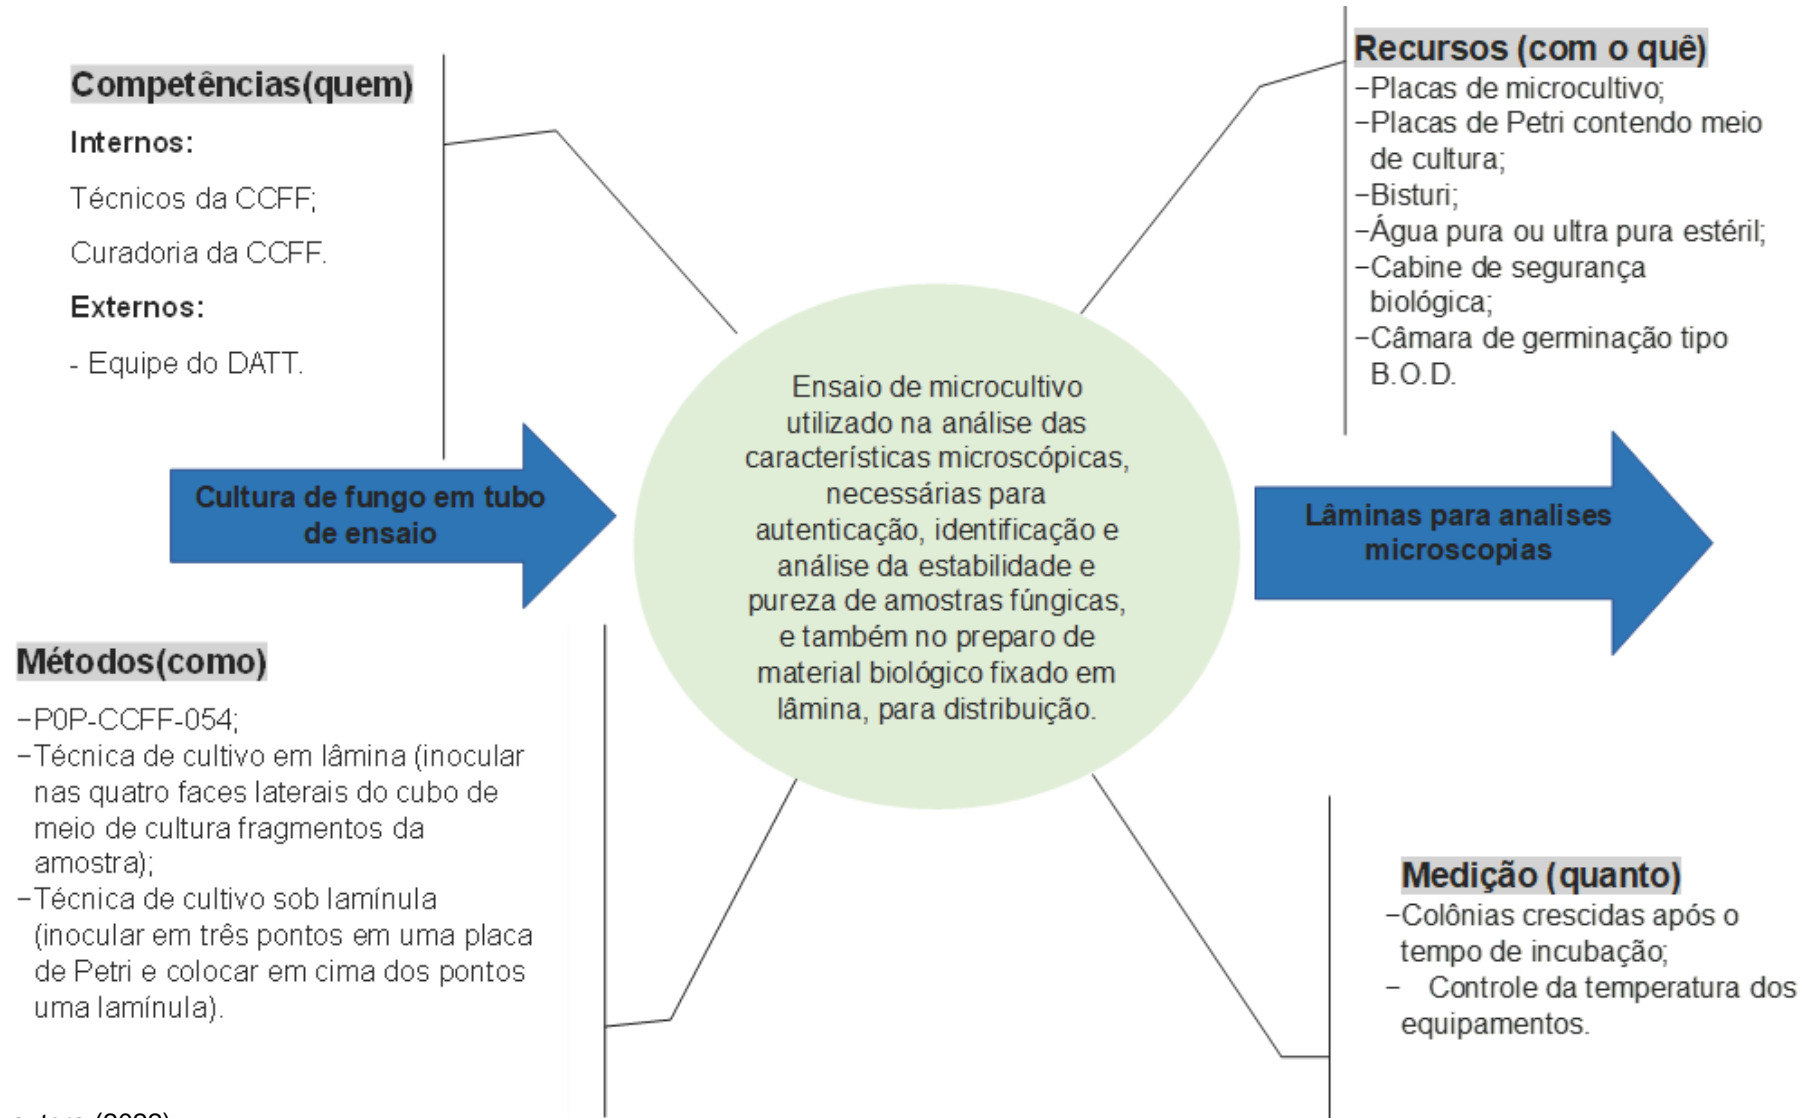 Competências(quem)
Internos:
Técnicos da CCFF;
Curadoria da CCFF.
Externos:
- Equipe do DATT.
Recursos (com o quê)
–Placas de microcultivo;
–Placas de Petri contendo meio
de cultura;
–Bisturi;
–Água pura ou ultra pura estéril;
–Cabine de segurança
biológica;
–Câmara de germinação tipo
B.O.D.
Cultura de fungo em tubo
de ensaio
Ensaio de microcultivo
utilizado na análise das
características microscópicas,
necessárias para
autenticação, identificação e
análise da estabilidade e
pureza de amostras fúngicas,
e também no preparo de
material biológico fixado em
lâmina, para distribuição.
Lâminas para analises
microscopias
Métodos(como)
–P0P-CCFF-054;
–Técnica de cultivo em lâmina (inocular
nas quatro faces laterais do cubo de
meio de cultura fragmentos da
amostra);
–Técnica de cultivo sob lamínula
(inocular em três pontos em uma placa
de Petri e colocar em cima dos pontos
uma lamínula).
Medição (quanto)
–Colônias crescidas após o
tempo de incubação;
– Controle da temperatura dos
equipamentos.